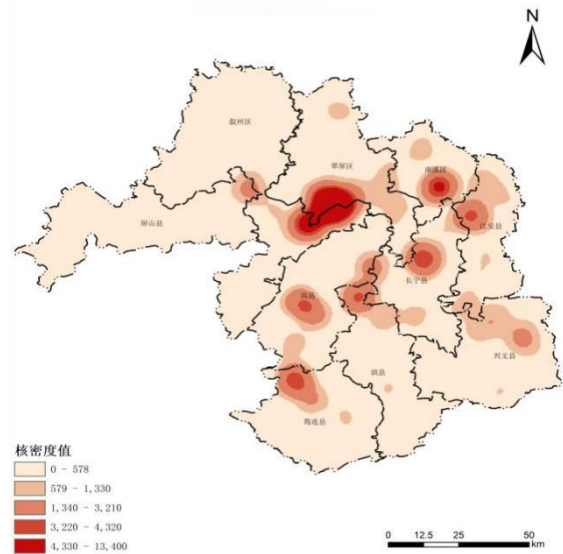 N
叙州区
翠屏区
南溪区
江安县
屏山县
长宁县
高县
兴文县
珙县
筠连县
核密度值
0 - 578
579 - 1,330
1,340 - 3,210
3,220 - 4,320
4,330 - 13,400
0 12.5 25 50
km